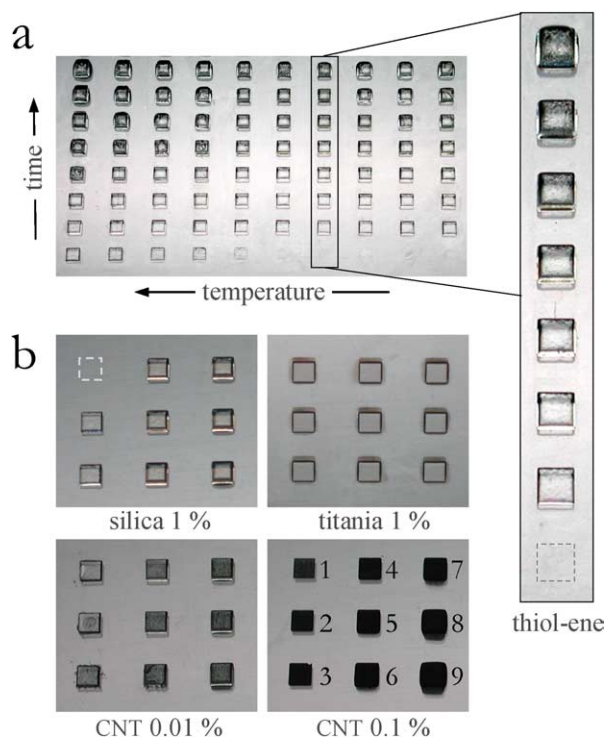 a
time
temperature
thiol-ene
b
silica 1 %
titania 1 %
1 4 7
2 5 8
3 6 9
CNT 0.01 %
CNT 0.1 %